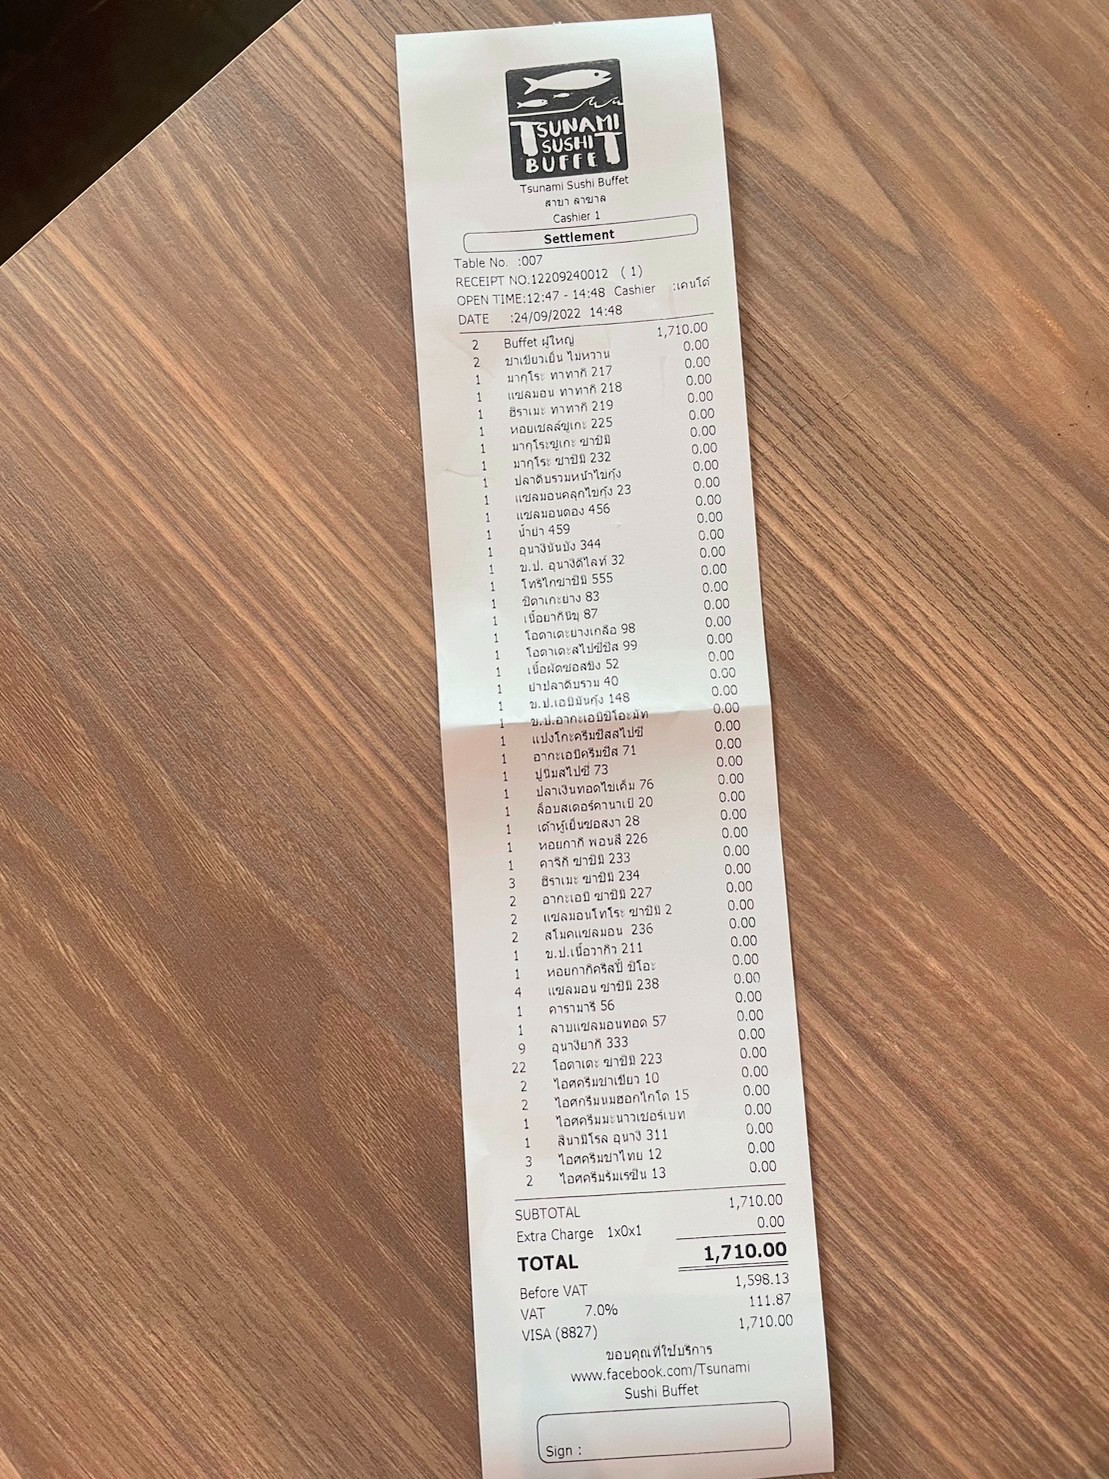 TSUNAMI
SUSHI
BUFFET
Tsunami Sushi Buffet
สาขา ลาซาล
Cashier 1
Settlement
Table No. :007
RECEIPT NO.12209240012 ( 1)
OPEN TIME:12:47 - 14:48 Cashier :เคนโด้
DATE :24/09/2022 14:48
2 Buffet ผู้ใหญ่ 1,710.00
2 ชาเขียวเย็น ไม่หวาน 0.00
1 มากุโระ ทาทากิ 217 0.00
1 แซลมอน ทาทากิ 218 0.00
1 ฮิราเมะ ทาทากิ 219 0.00
1 หอยเชลล์ซูเกะ 225 0.00
1 มากุโระซูเกะ ซาชิมิ 0.00
1 มากุโระ ซาชิมิ 232 0.00
1 ปลาดิบรวมหน้าไข่กุ้ง 0.00
1 แซลมอนคลุกไข่กุ้ง 23 0.00
1 แซลมอนดอง 456 0.00
1 น้ำยำ 459 0.00
1 อุนางินันบัง 344 0.00
1 ข.ป. อุนางิดีไลท์ 32 0.00
1 โทริไกซาชิมิ 555 0.00
1 ชิตาเกะย่าง 83 0.00
1 เนื้อยากินิขุ 87 0.00
1 โฮตาเตะย่างเกลือ 98 0.00
1 โฮตาเตะสไปซี่ชีส 99 0.00
1 เนื้อผัดซอสขิง 52 0.00
1 ยำปลาดิบรวม 40 0.00
1 ข.ป.เอบิมันกุ้ง 148 0.00
1 ข.ป.อากะเอบิชิโอะมัท 0.00
1 แปงโกะครีมชีสสไปซี่ 0.00
1 อากะเอบิครีมชีส 71 0.00
1 ปูนิ่มสไปซี่ 73 0.00
1 ปลาเงินทอดไข่เค็ม 76 0.00
1 ล็อบสเตอร์คานาเป้ 20 0.00
1 เต้าหู้เย็นซอสงา 28 0.00
1 หอยกากิ พอนสึ 226 0.00
1 คาจิกิ ซาชิมิ 233 0.00
3 ฮิราเมะ ซาชิมิ 234 0.00
2 อากะเอบิ ซาชิมิ 227 0.00
2 แซลมอนโทโระ ซาชิมิ 2 0.00
2 สโมคแซลมอน 236 0.00
1 ข.ป.เนื้อวากิว 211 0.00
1 หอยกากิคริสปี้ ชิโอะ 0.00
4 แซลมอน ซาชิมิ 238 0.00
1 คารามารี 56 0.00
1 ลาบแซลมอนทอด 57 0.00
9 อุนางิยากิ 333 0.00
22 โฮตาเตะ ซาชิมิ 223 0.00
2 ไอศครีมชาเขียว 10 0.00
2 ไอศกรีมนมฮอกไกโด 15 0.00
1 ไอศครีมมะนาวเชอร์เบท 0.00
1 สึนามิโรล อุนางิ 311 0.00
3 ไอศครีมชาไทย 12 0.00
2 ไอศครีมรัมเรซิน 13 0.00
SUBTOTAL 1,710.00
Extra Charge 1x0x1 0.00
TOTAL 1,710.00
Before VAT 1,598.13
VAT 7.0% 111.87
VISA (8827) 1,710.00
ขอบคุณที่ใช้บริการ
www.facebook.com/Tsunami
Sushi Buffet
Sign :